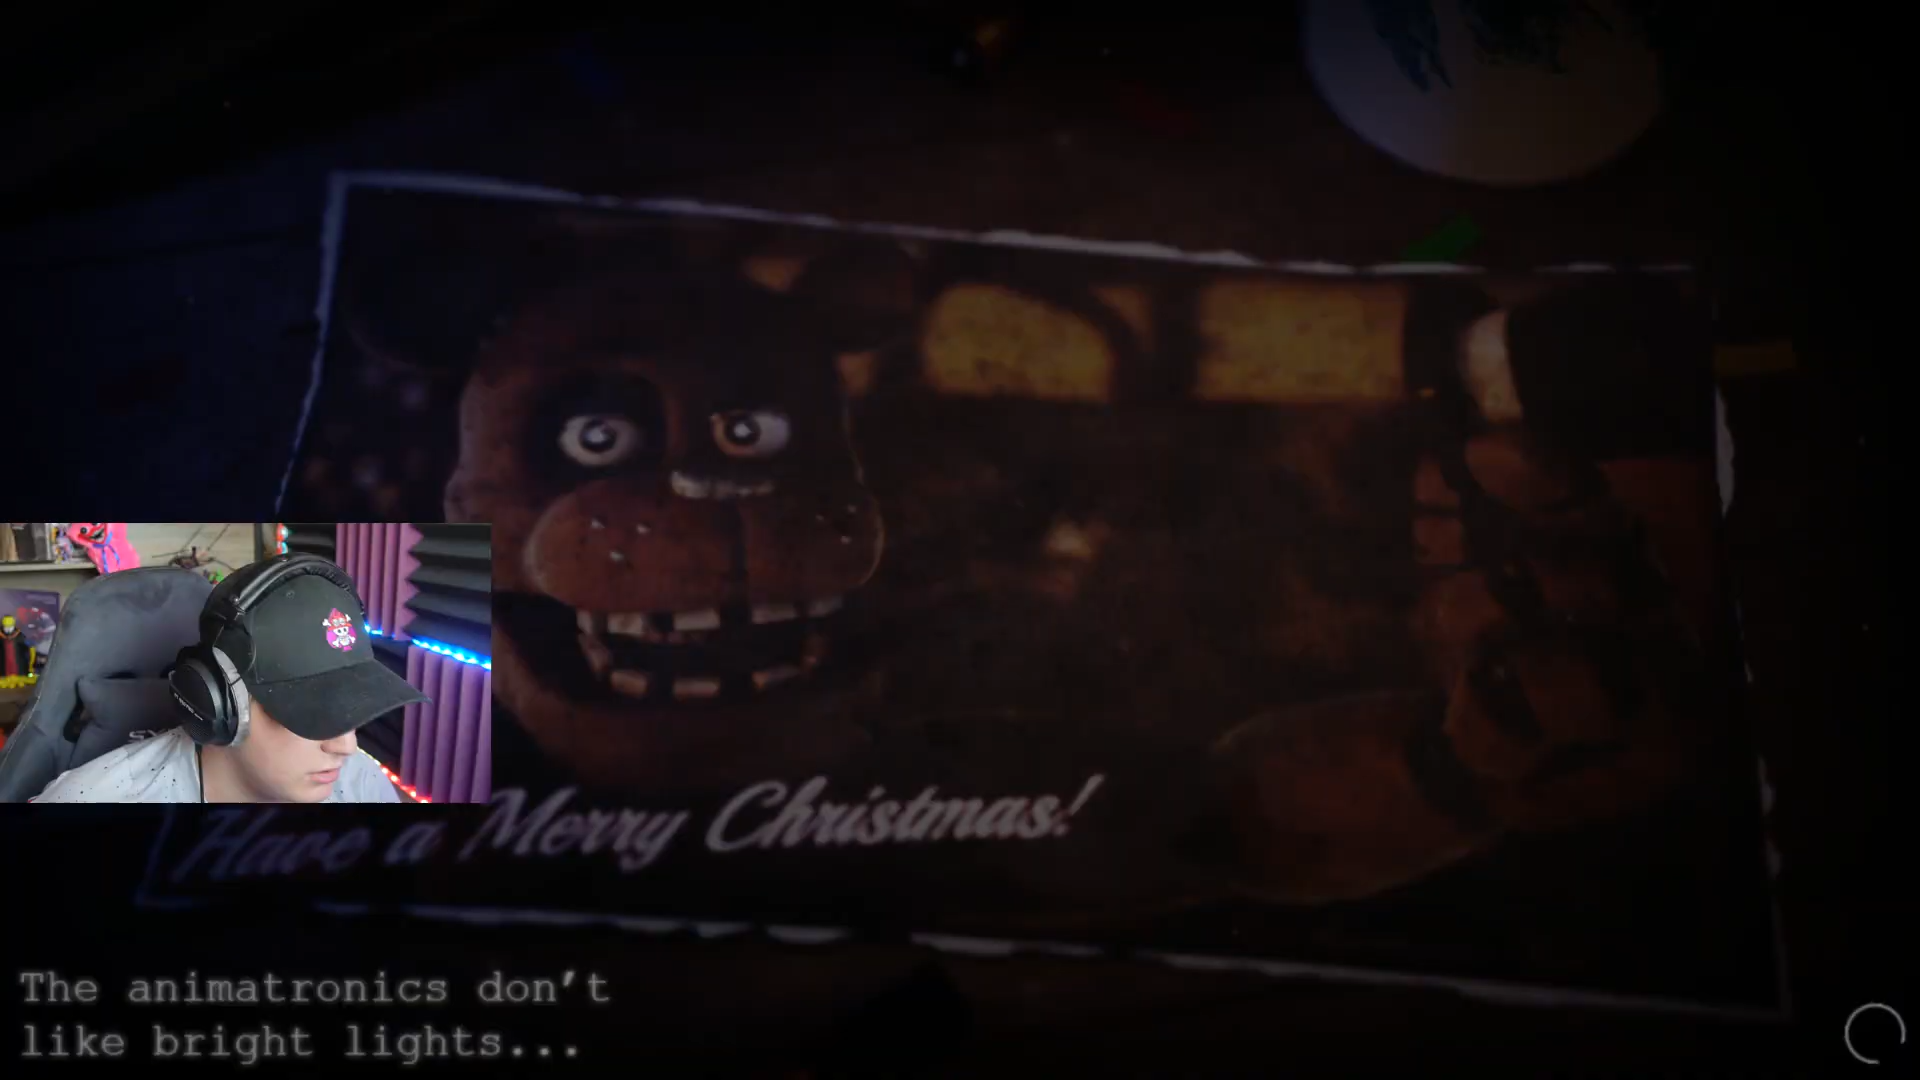 Have a Merry Christmas!
The animatronics don't
like bright lights...